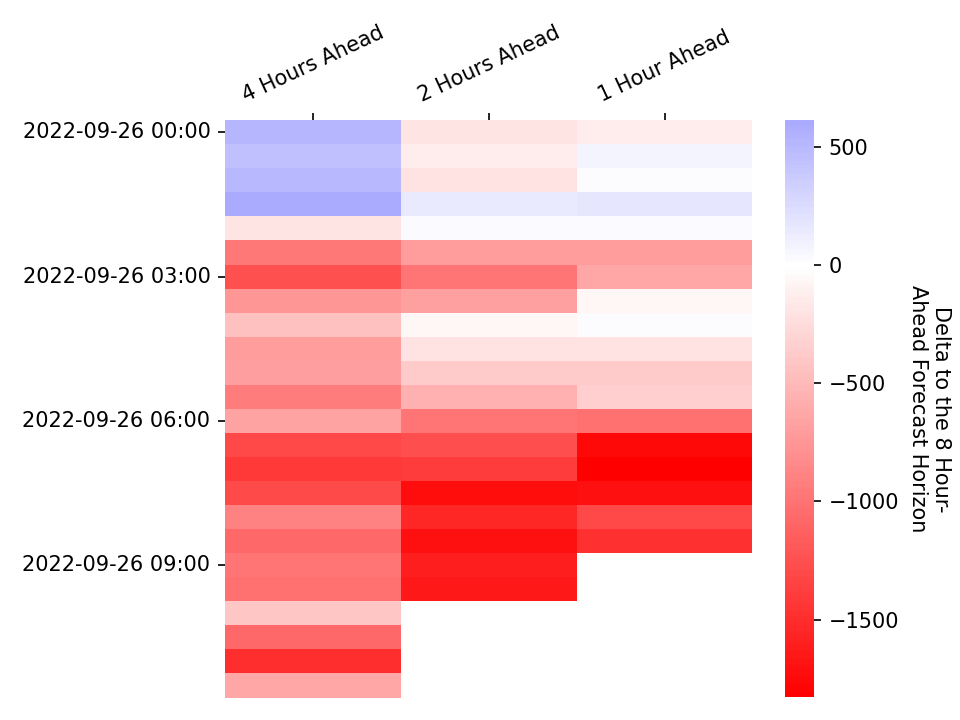 4 Hours Ahead
2 Hours Ahead
1 Hour Ahead
2022-09-26 00:00
2022-09-26 03:00
2022-09-26 06:00
2022-09-26 09:00
500
0
−500
−1000
−1500
Delta to the 8 Hour-
Ahead Forecast Horizon